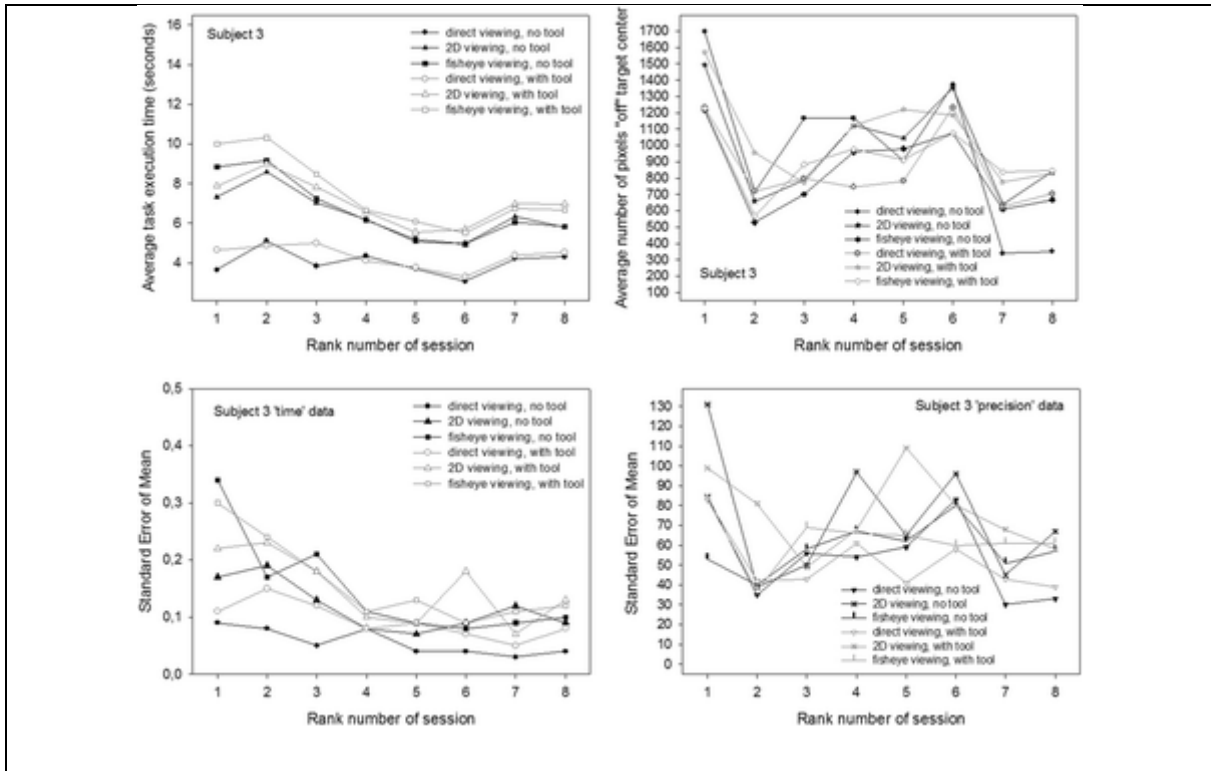 Average task execution time (seconds)
16
14
12
10
8
6
4
Subject 3
direct viewing, no tool
2D viewing, no tool
fisheye viewing, no tool
direct viewing, with tool
2D viewing, with tool
fisheye viewing, with tool
1 2 3 4 5 6 7 8
Rank number of session
Average number of pixels "off" target center
1700
1600
1500
1400
1300
1200
1100
1000
900
800
700
600
500
400
300
200
100
direct viewing, no tool
2D viewing, no tool
fisheye viewing, no tool
direct viewing, with tool
2D viewing, with tool
fisheye viewing, with tool
Subject 3
1 2 3 4 5 6 7 8
Rank number of session
Standard Error of Mean
0,5
0,4
0,3
0,2
0,1
0,0
Subject 3 'time' data
direct viewing, no tool
2D viewing, no tool
fisheye viewing, no tool
direct viewing, with tool
2D viewing, with tool
fisheye viewing, with tool
1 2 3 4 5 6 7 8
Rank number of session
Standard Error of Mean
130
120
110
100
90
80
70
60
50
40
30
20
10
0
Subject 3 'precision' data
direct viewing, no tool
2D viewing, no tool
fisheye viewing, no tool
direct viewing, with tool
2D viewing, with tool
fisheye viewing, with tool
1 2 3 4 5 6 7 8
Rank number of session